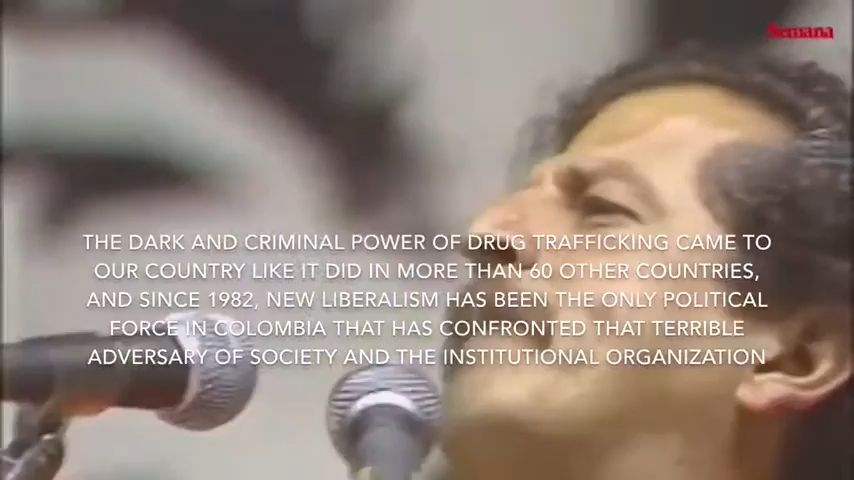 Semana
THE DARK AND CRIMINAL POWER OF DRUG TRAFFICKING CAME TO
OUR COUNTRY LIKE IT DID IN MORE THAN 60 OTHER COUNTRIES,
AND SINCE 1982, NEW LIBERALISM HAS BEEN THE ONLY POLITICAL
FORCE IN COLOMBIA THAT HAS CONFRONTED THAT TERRIBLE
ADVERSARY OF SOCIETY AND THE INSTITUTIONAL ORGANIZATION